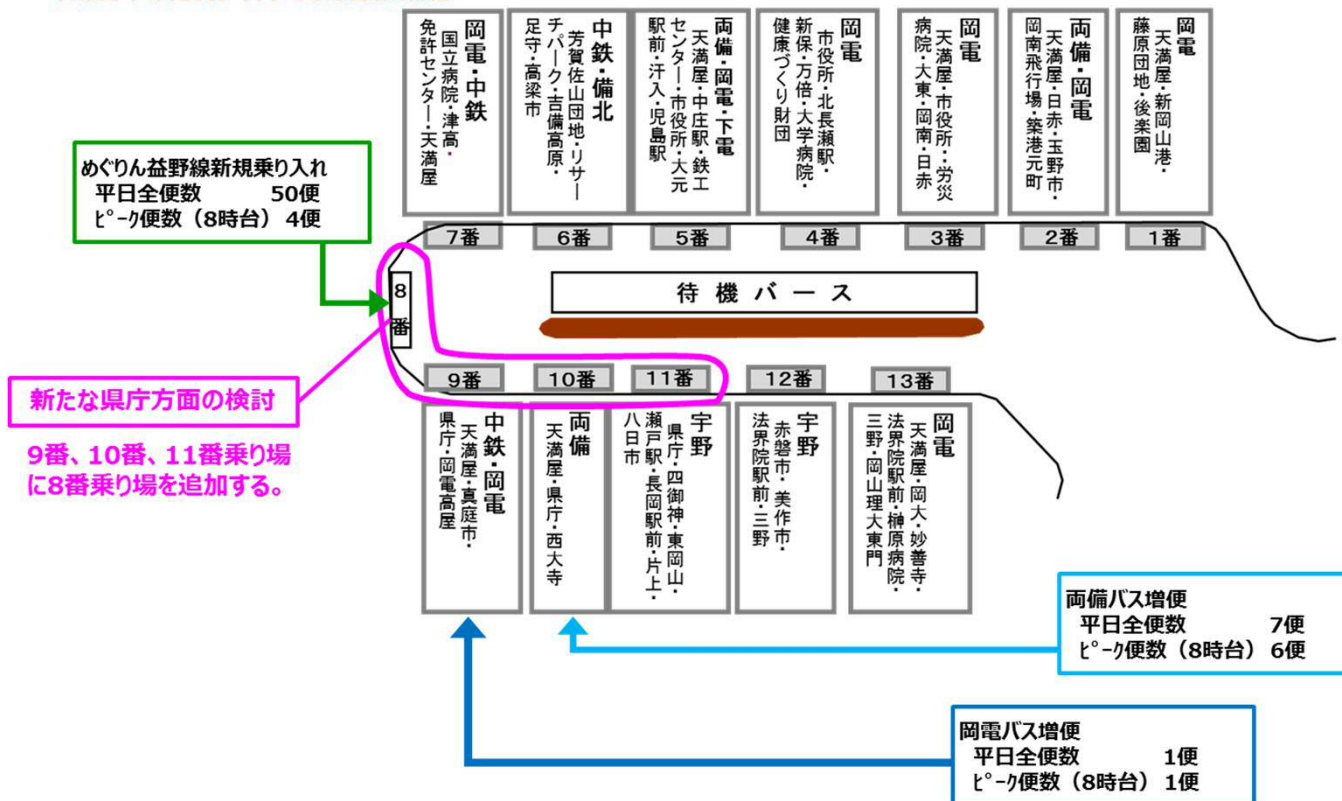 岡電・中鉄
国立病院・津高・
免許センター・天満屋
中鉄・備北
芳賀佐山団地・リサー
チパーク・吉備高原・
足守・高梁市
両備・岡電・下電
天満屋・中庄駅・鉄工
センター・市役所・大元
駅前・汗入・児島駅
岡電
市役所・北長瀬駅・
新保・万倍・大学病院・
健康づくり財団
岡電
天満屋・市役所・・労災
病院・大東・岡南・日赤
両備・岡電
天満屋・日赤・玉野市・
岡南飛行場・築港元町
岡電
天満屋・新岡山港・
藤原団地・後楽園
めぐりん益野線新規乗り入れ
平日全便数 50便
ピーク便数（8時台） 4便
7番
6番
5番
4番
3番
2番
1番
8番
待機バース
新たな県庁方面の検討
9番、10番、11番乗り場
に8番乗り場を追加する。
9番
10番
11番
12番
13番
中鉄・岡電
天満屋・真庭市・
県庁・岡電高屋
両備
天満屋・県庁・西大寺
宇野
県庁・四御神・東岡山・
瀬戸駅・長岡駅前・片上・
八日市
宇野
赤磐市・美作市・
法界院駅前・三野
岡電
天満屋・岡大・妙善寺・
法界院駅前・榊原病院・
三野・岡山理大東門
両備バス増便
平日全便数 7便
ピーク便数（8時台） 6便
岡電バス増便
平日全便数 1便
ピーク便数（8時台） 1便